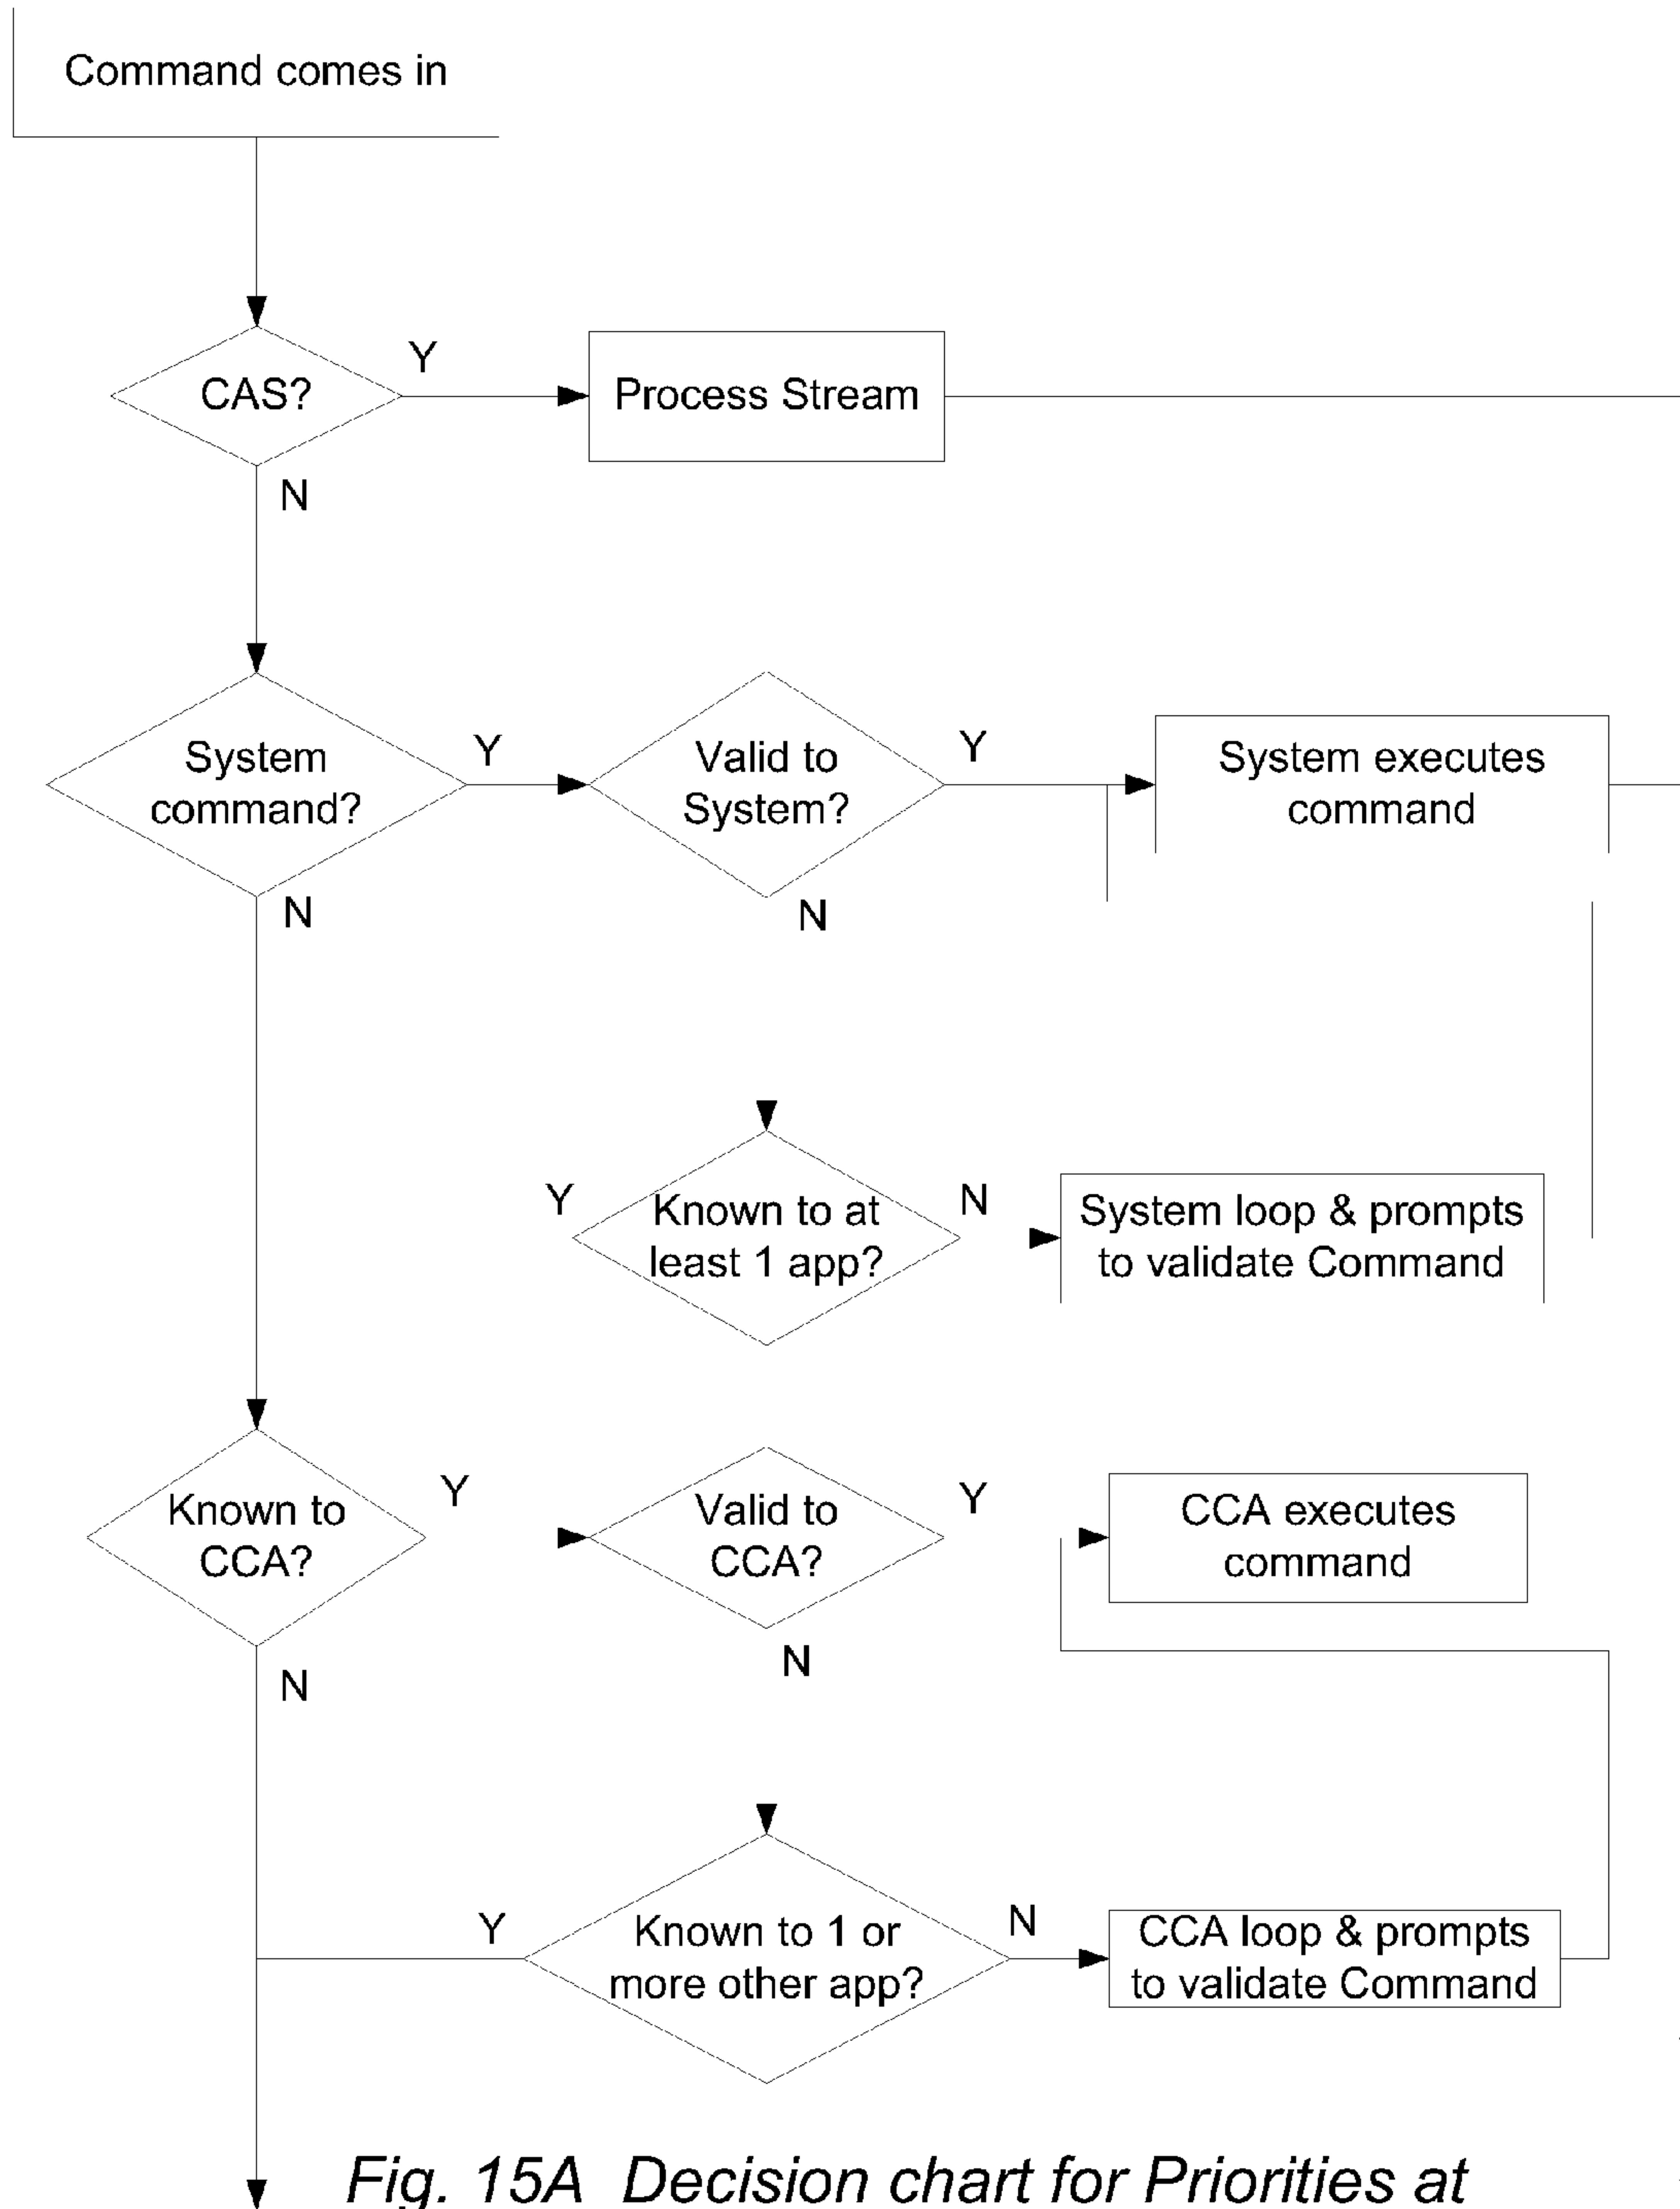 Command comes in
CAS?
Y
Process Stream
N
System
command?
Y
Valid to
System?
Y
System executes
command
N
N
Y
Known to at
least 1 app?
N
System loop & prompts
to validate Command
Known to
CCA?
Y
Valid to
CCA?
Y
CCA executes
command
N
N
Y
Known to 1 or
more other app?
N
CCA loop & prompts
to validate Command
Fig. 15A Decision chart for Priorities at